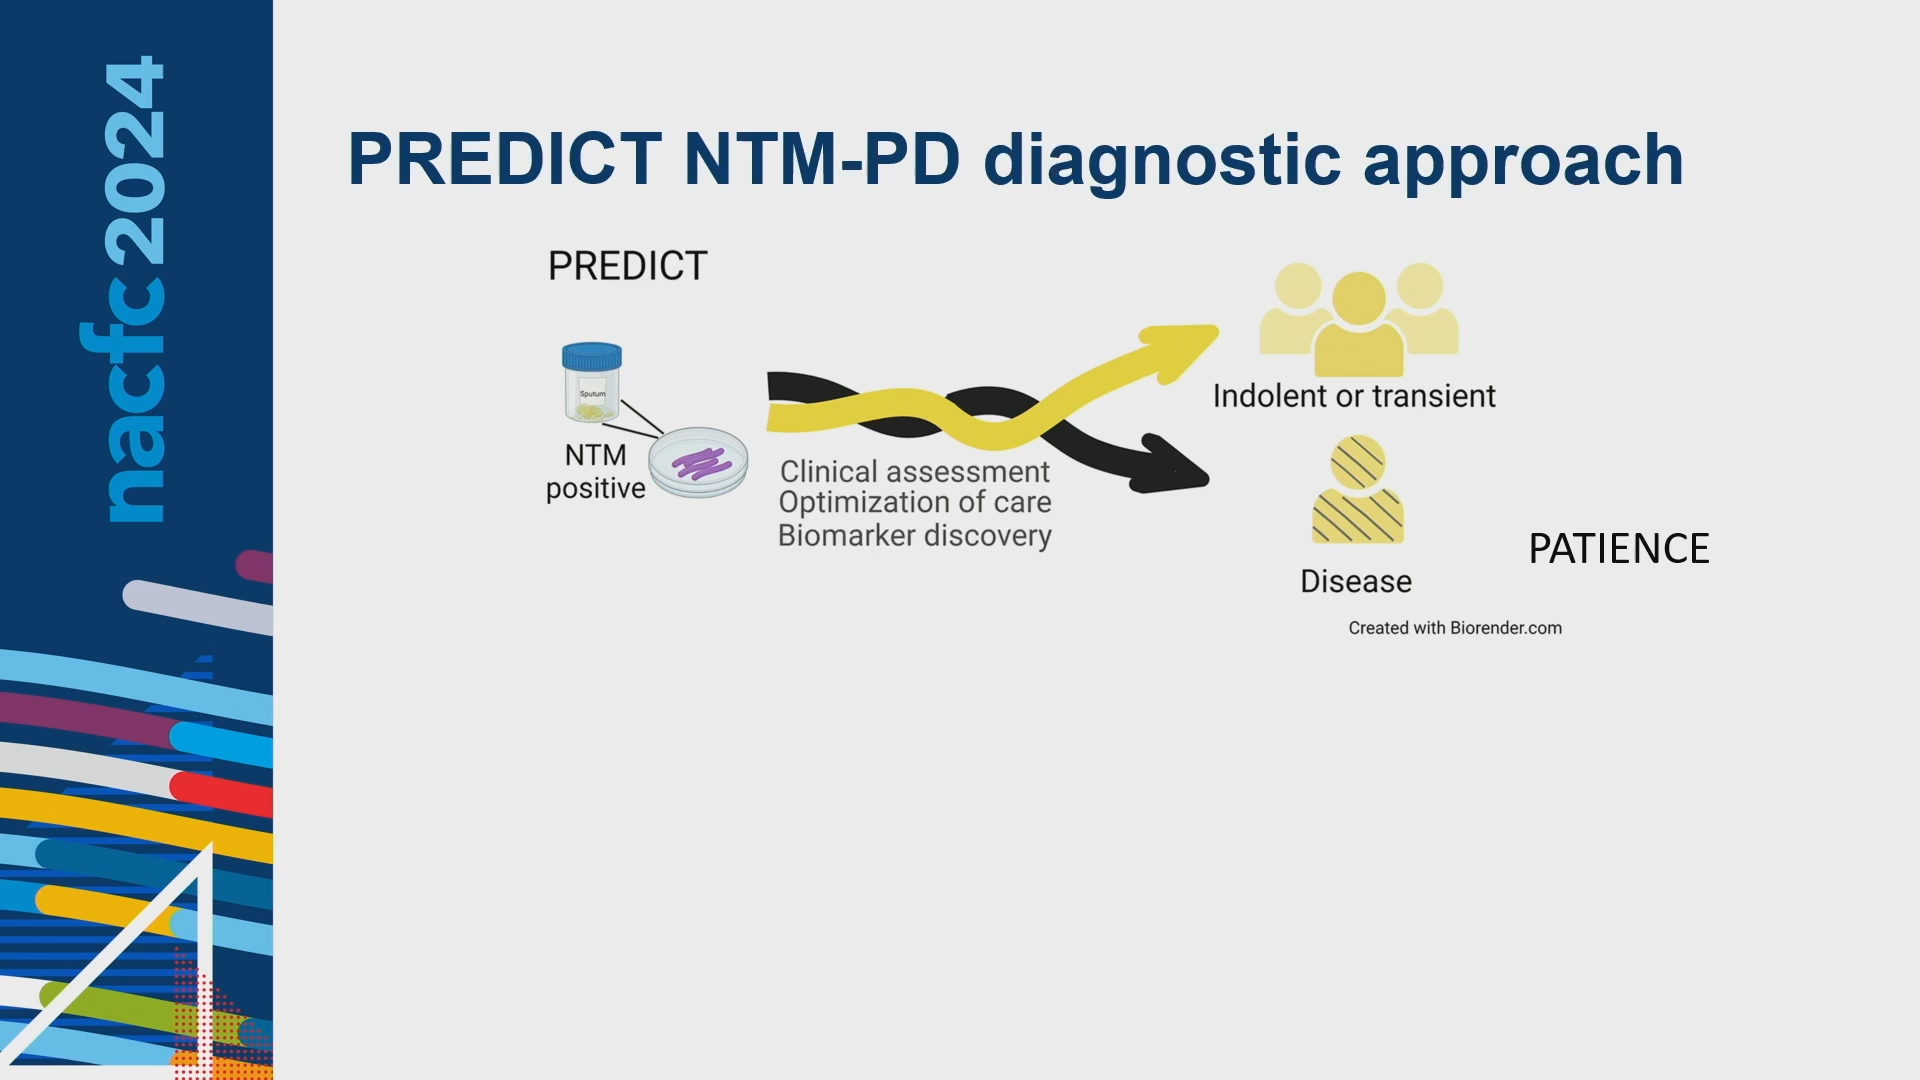 nacfc2024
PREDICT NTM-PD diagnostic approach
PREDICT
Sputum
NTM
positive
Clinical assessment
Optimization of care
Biomarker discovery
Indolent or transient
Disease
PATIENCE
Created with Biorender.com